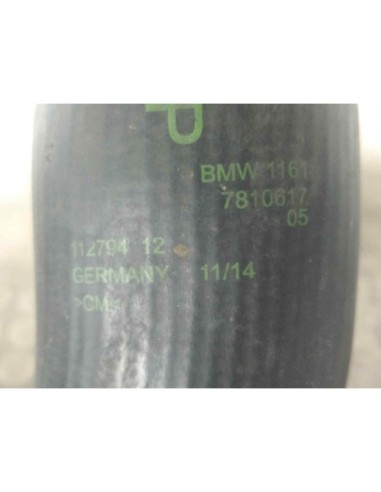 P
BMW 1161
7810617
05
112794 12
GERMANY 11/14
>CM<